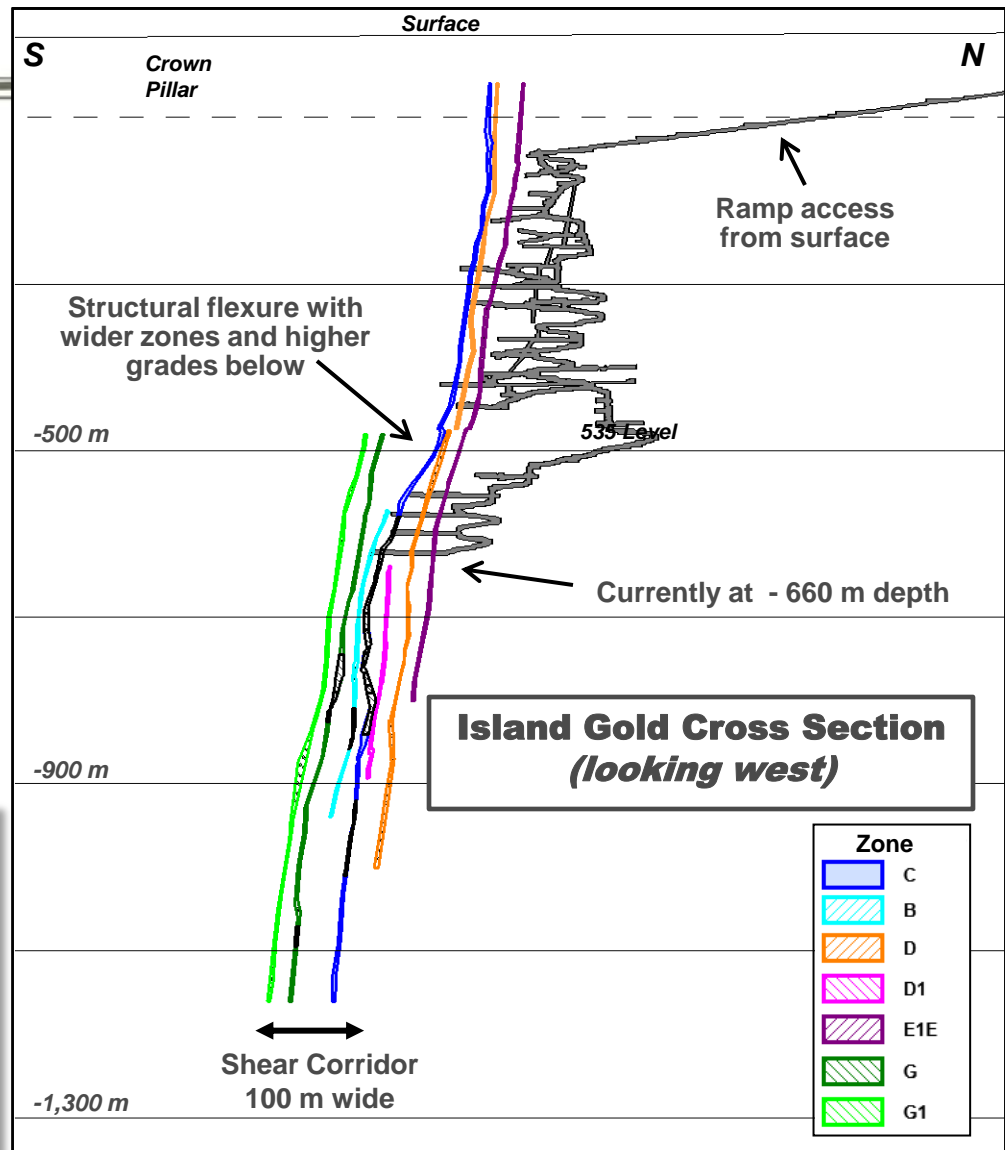 Surface
S
N
Crown
Pillar
Ramp access
from surface
Structural flexure with
wider zones and higher
grades below
-500 m
535 Level
Currently at - 660 m depth
Island Gold Cross Section
(looking west)
-900 m
Zone
C
B
D
D1
E1E
G
G1
Shear Corridor
100 m wide
-1,300 m